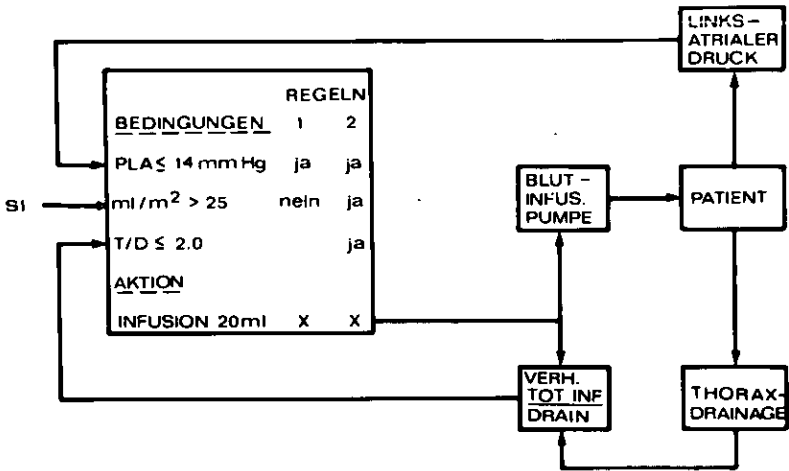 LINKS-
ATRIALER
DRUCK
REGELN
BEDINGUNGEN 1 2
PLA ≤ 14 mm Hg ja ja
SI ml/m² > 25 nein ja
T/D ≤ 2.0 ja
AKTION
INFUSION 20ml X X
BLUT-
INFUS.
PUMPE
PATIENT
VERH.
TOT INF
DRAIN
THORAX-
DRAINAGE